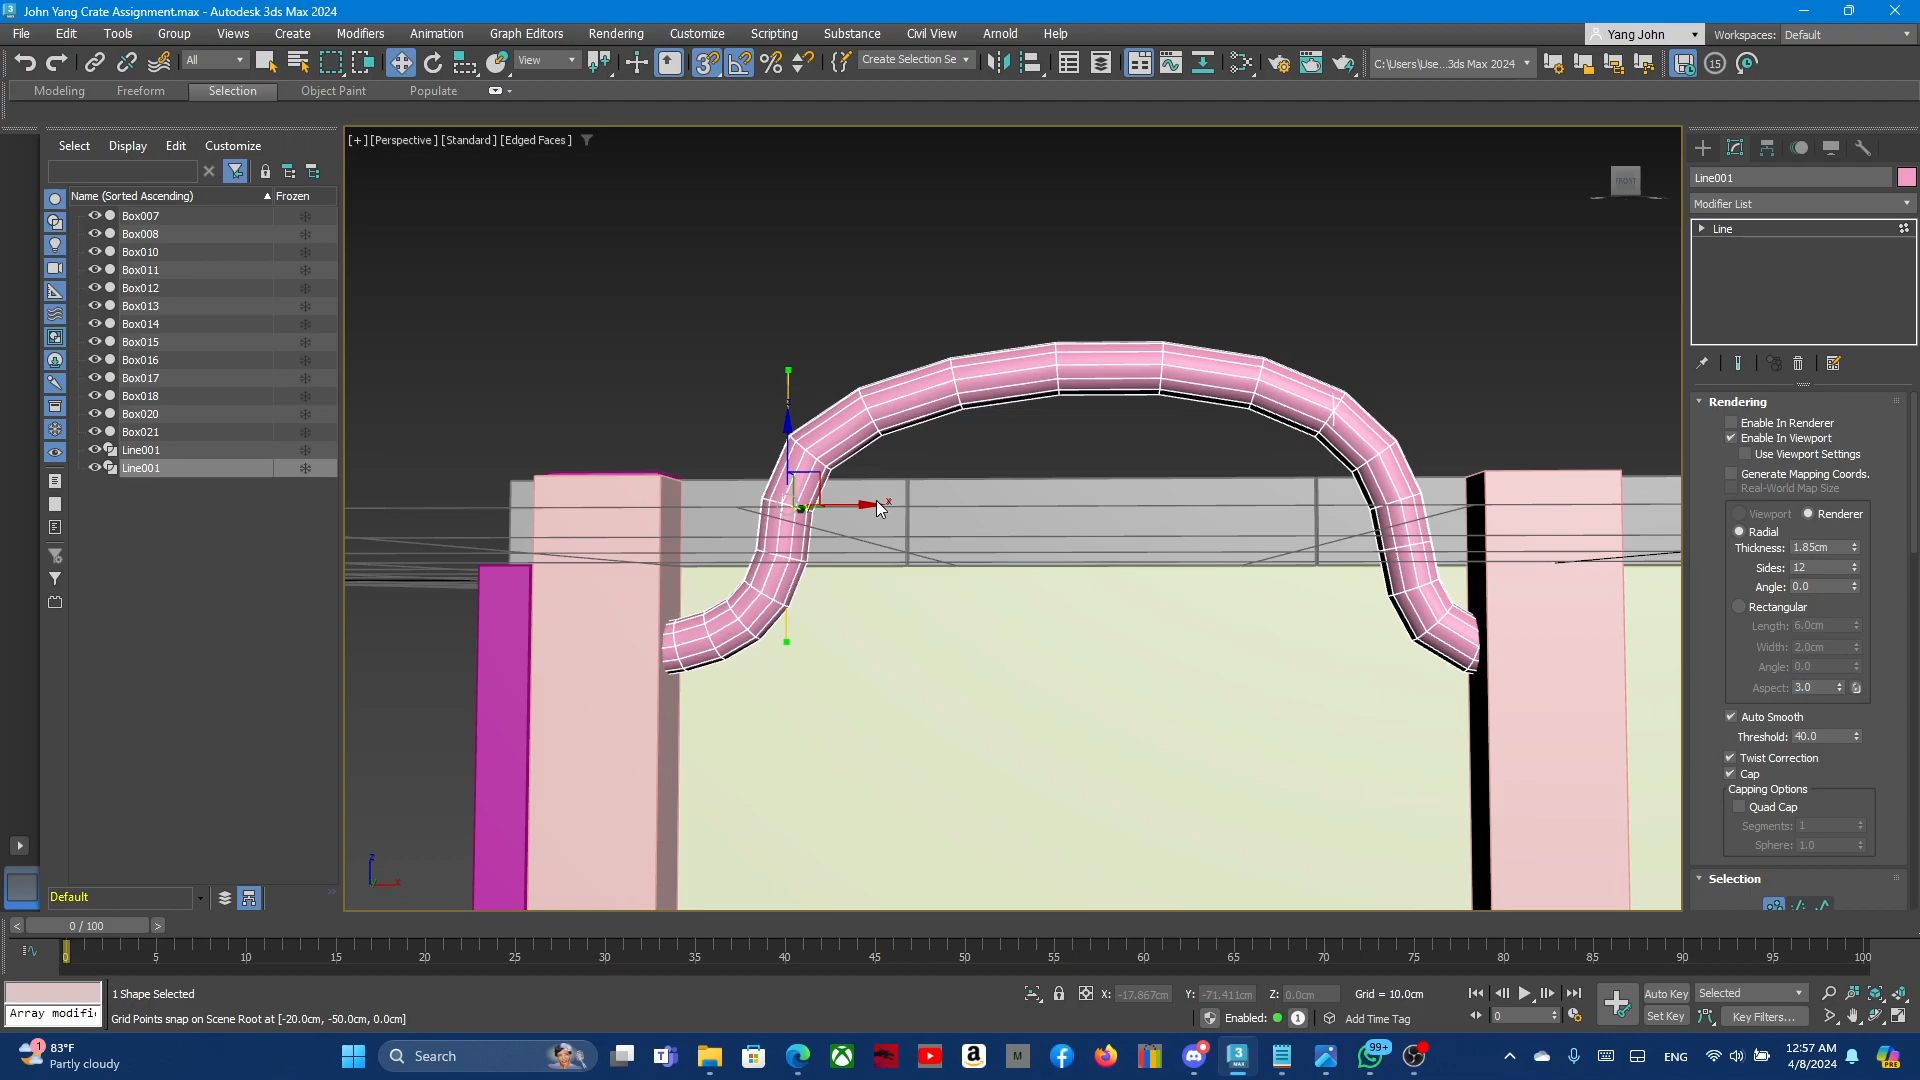 John Yang Crate Assignment.max - Autodesk 3ds Max 2024
File Edit Tools Group Views Create Modifiers Animation Graph Editors Rendering Customize Scripting Substance Civil View Arnold Help
Yang John
Workspaces: Default
All
View
Create Selection Se
C:\Users\Use...3ds Max 2024
15
Modeling Freeform Selection Object Paint Populate
Select Display Edit Customize
Name (Sorted Ascending) Frozen
Box007
Box008
Box010
Box011
Box012
Box013
Box014
Box015
Box016
Box017
Box018
Box020
Box021
Line001
Line001
Default
[+] [Perspective] [Standard] [Edged Faces]
FRONT
x
z
x
Line001
Modifier List
Line
Rendering
Enable In Renderer
Enable In Viewport
Use Viewport Settings
Generate Mapping Coords.
Real-World Map Size
Viewport Renderer
Radial
Thickness: 1.85cm
Sides: 12
Angle: 0.0
Rectangular
Length: 6.0cm
Width: 2.0cm
Angle: 0.0
Aspect: 3.0
Auto Smooth
Threshold: 40.0
Twist Correction
Cap
Capping Options
Quad Cap
Segments: 1
Sphere: 1.0
Selection
0 / 100
0 5 10 15 20 25 30 35 40 45 50 55 60 65 70 75 80 85 90 95 100
1 Shape Selected
X: -17.867cm Y: -71.411cm Z: 0.0cm Grid = 10.0cm
Auto Key Selected
Array modifi
Grid Points snap on Scene Root at [-20.0cm, -50.0cm, 0.0cm]
Enabled: 1 Add Time Tag
0
Set Key Key Filters...
1
83°F
Partly cloudy
Search
M
99+
ENG
12:57 AM
4/8/2024
PRE